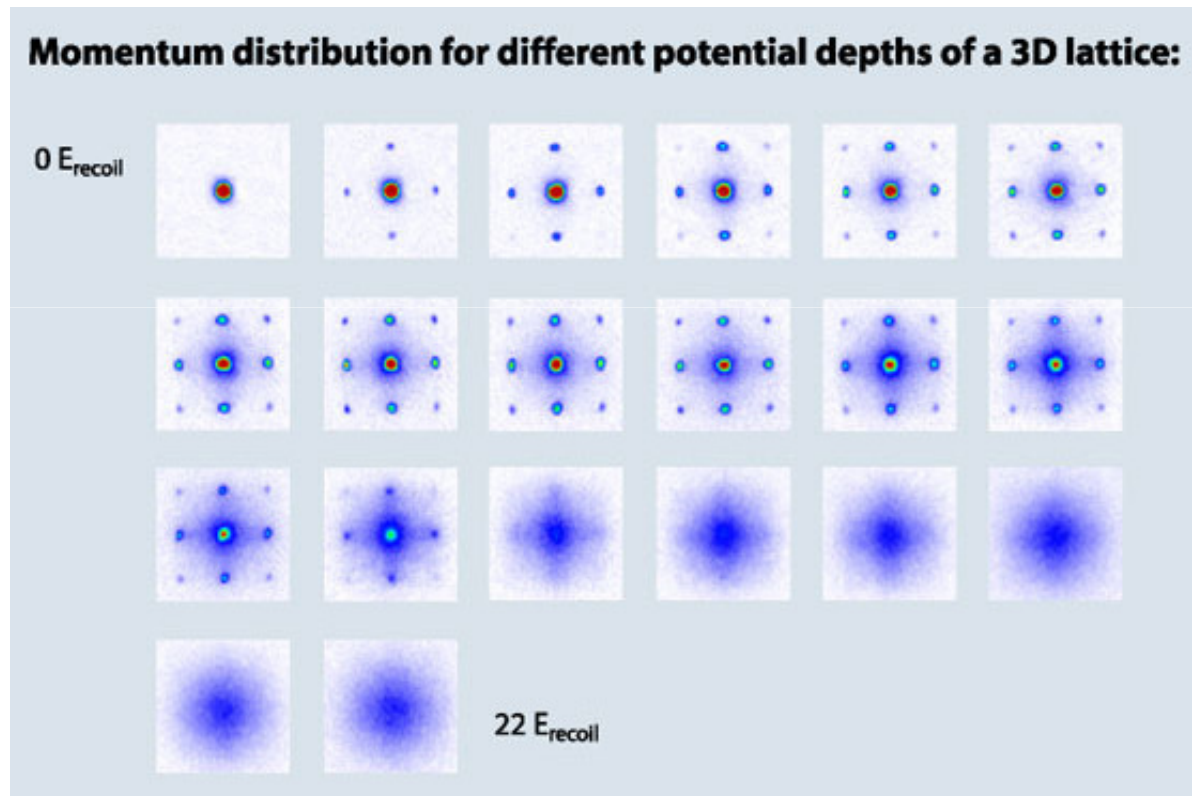 Momentum distribution for different potential depths of a 3D lattice:
0 Erecoil
22 Erecoil